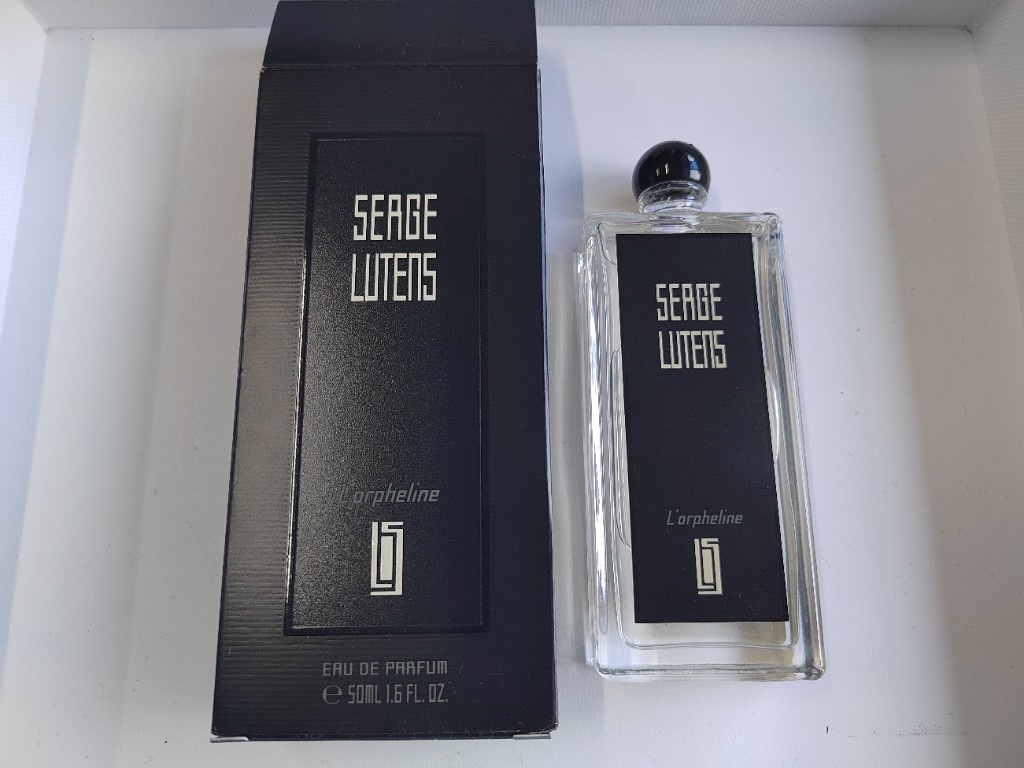 SERGE
LUTENS
L'orpheline
EAU DE PARFUM
℮ 50ML 1.6 FL. OZ.
SERGE
LUTENS
L'orpheline